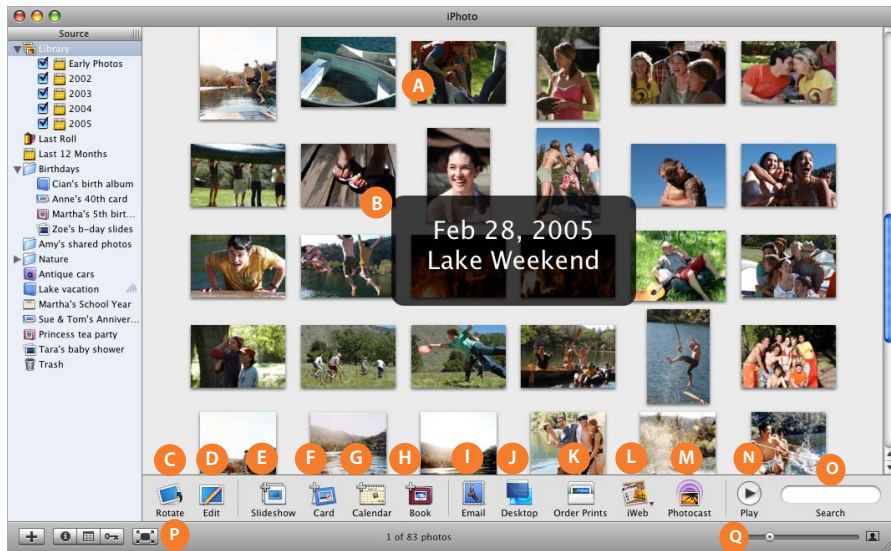 iPhoto
Source
Library
Early Photos
2002
2003
2004
2005
Last Roll
Last 12 Months
Birthdays
Cian's birth album
Anne's 40th card
Martha's 5th birt...
Zoe's b-day slides
Amy's shared photos
Nature
Antique cars
Lake vacation
Martha's School Year
Sue & Tom's Anniver...
Princess tea party
Tara's baby shower
Trash
A
B
Feb 28, 2005
Lake Weekend
C D E F G H I J K L M N O
Rotate Edit Slideshow Card Calendar Book Email Desktop Order Prints iWeb Photocast Play Search
P 1 of 83 photos Q